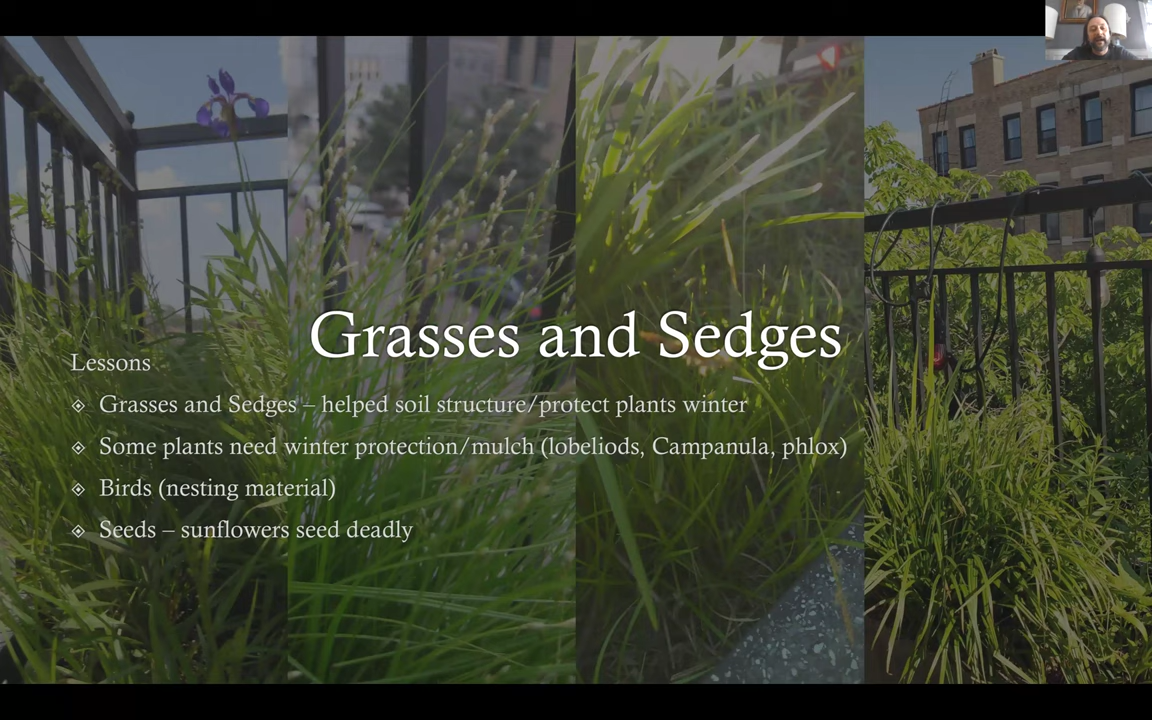 Grasses and Sedges
Lessons
Grasses and Sedges – helped soil structure/protect plants winter
Some plants need winter protection/mulch (lobeliods, Campanula, phlox)
Birds (nesting material)
Seeds – sunflowers seed deadly